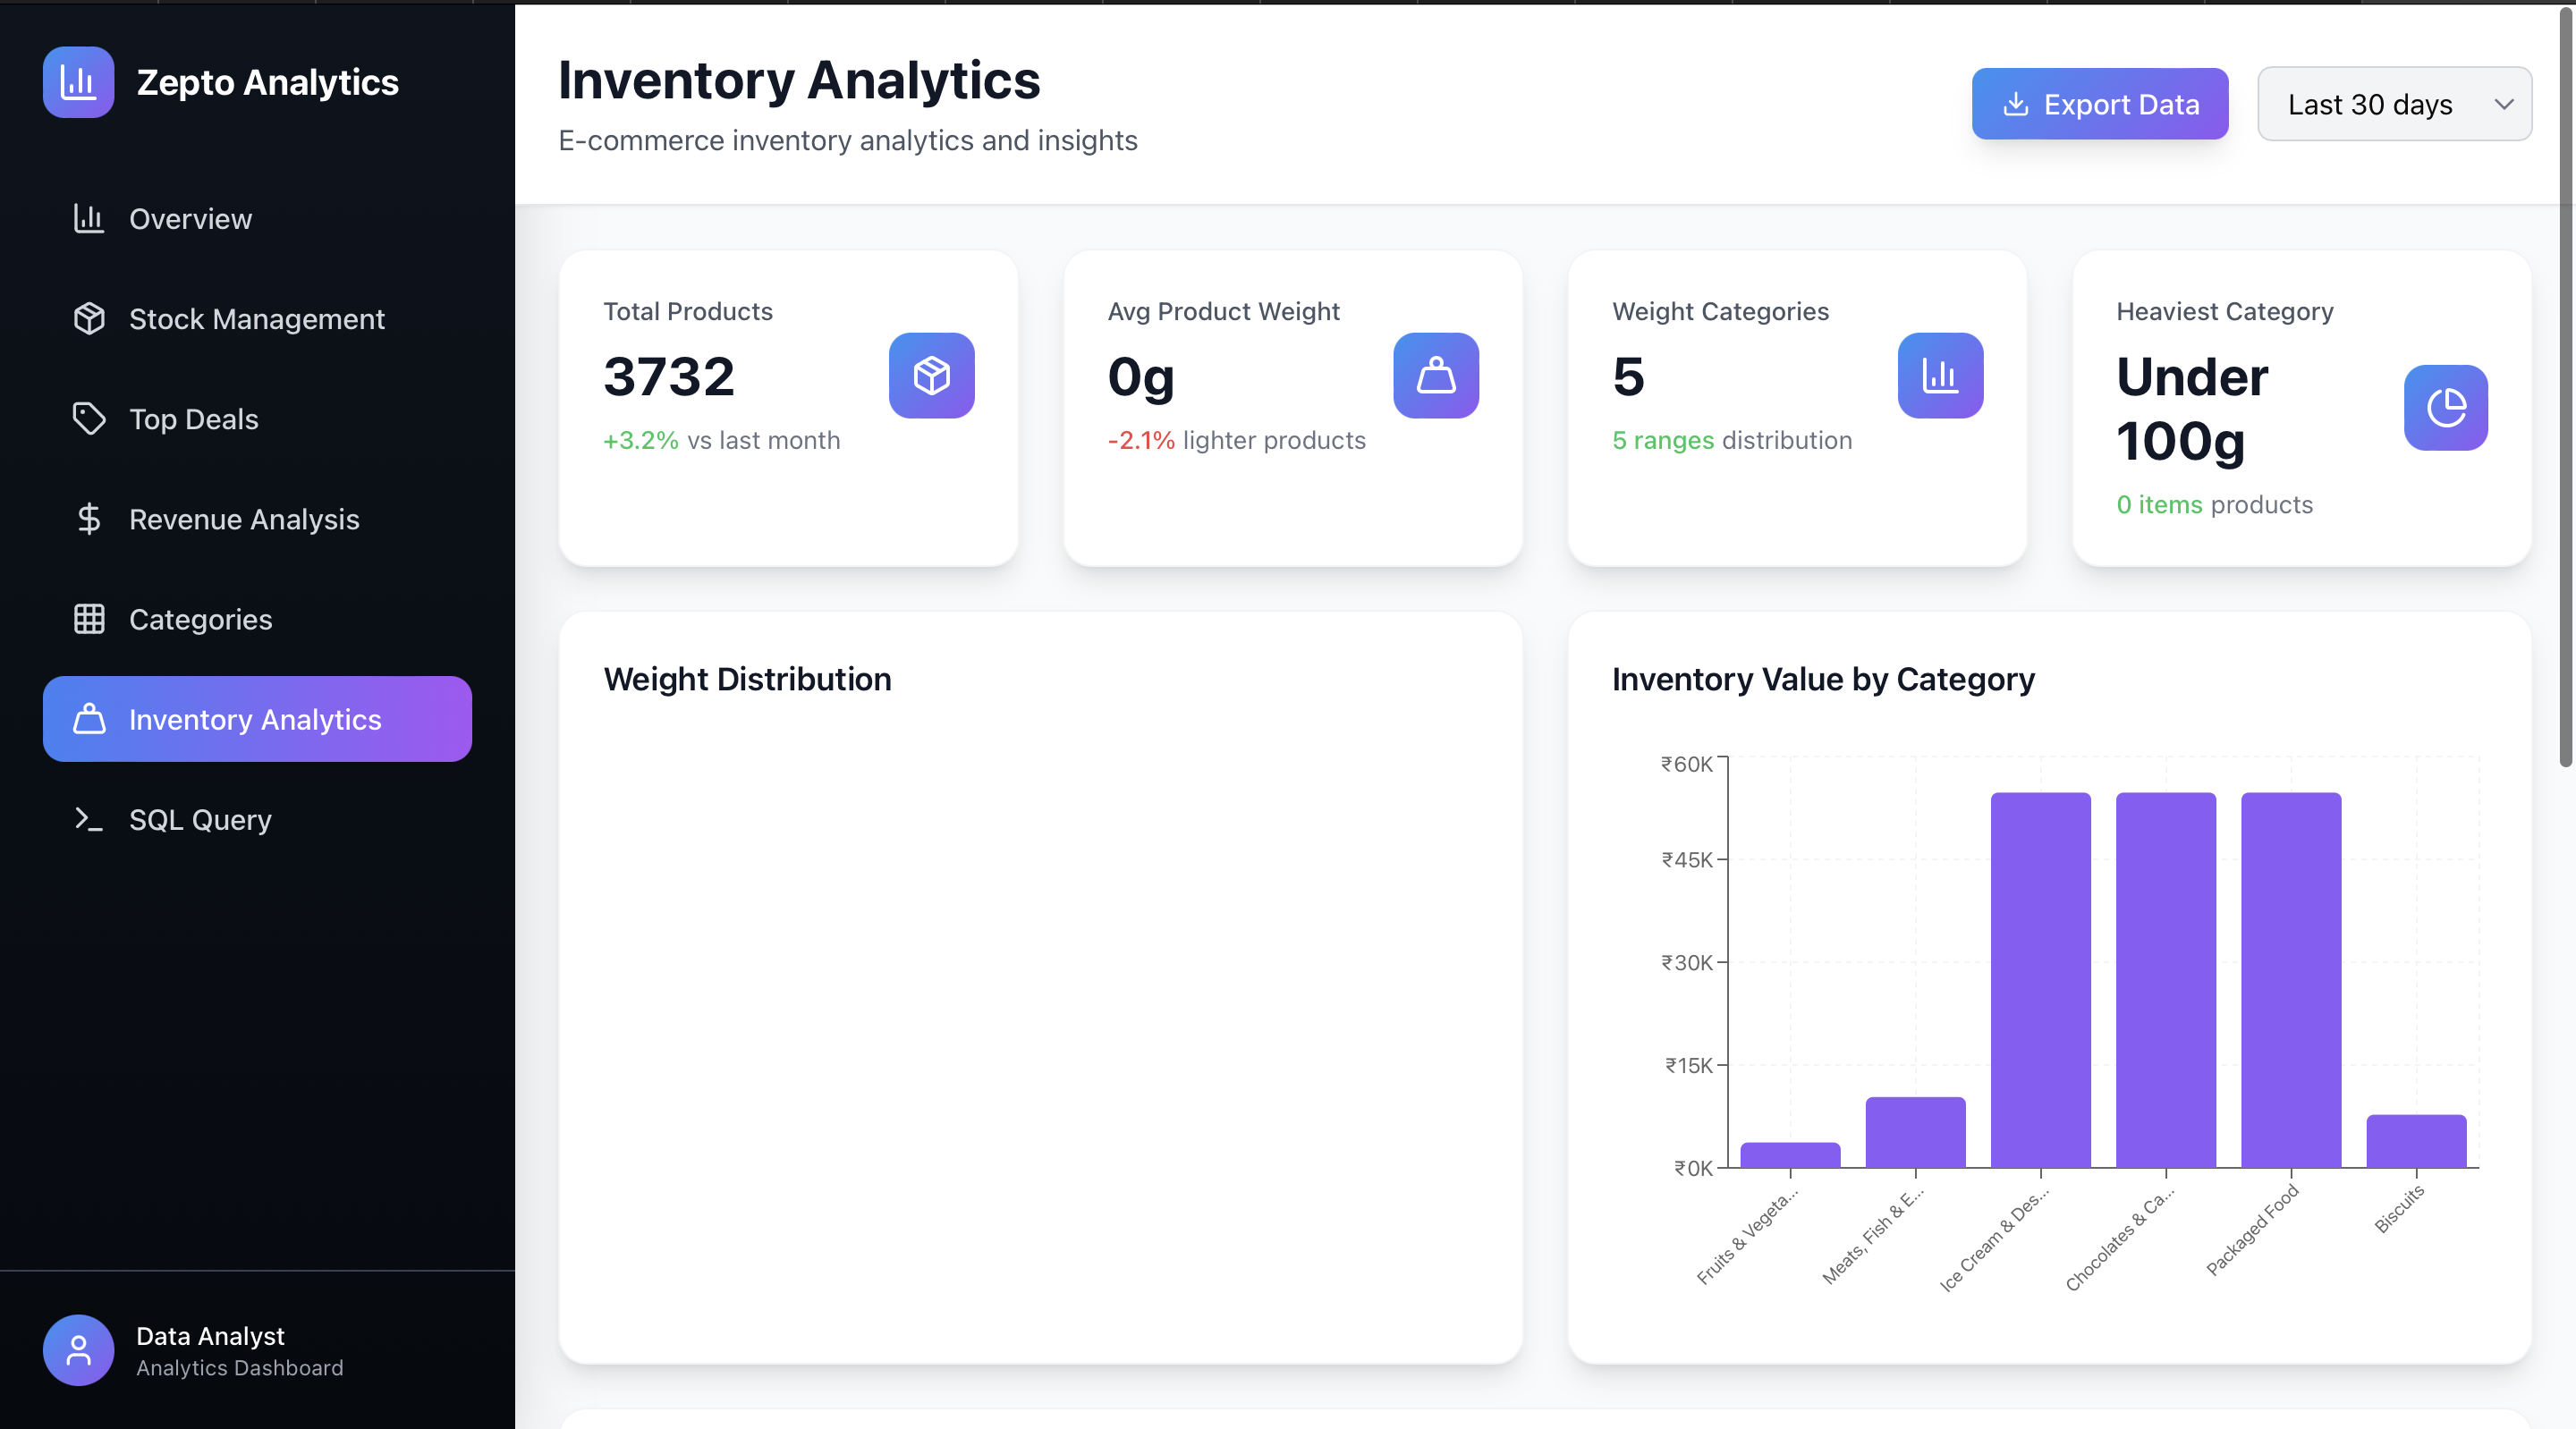 Zepto Analytics
Overview
Stock Management
Top Deals
Revenue Analysis
Categories
Inventory Analytics
SQL Query
Data Analyst
Analytics Dashboard
Inventory Analytics
E-commerce inventory analytics and insights
Export Data
Last 30 days
Total Products
3732
+3.2% vs last month
Avg Product Weight
0g
-2.1% lighter products
Weight Categories
5
5 ranges distribution
Heaviest Category
Under
100g
0 items products
Weight Distribution
Inventory Value by Category
₹60K
₹45K
₹30K
₹15K
₹0K
Fruits & Vegeta...
Meats, Fish & E...
Ice Cream & Des...
Chocolates & Ca...
Packaged Food
Biscuits